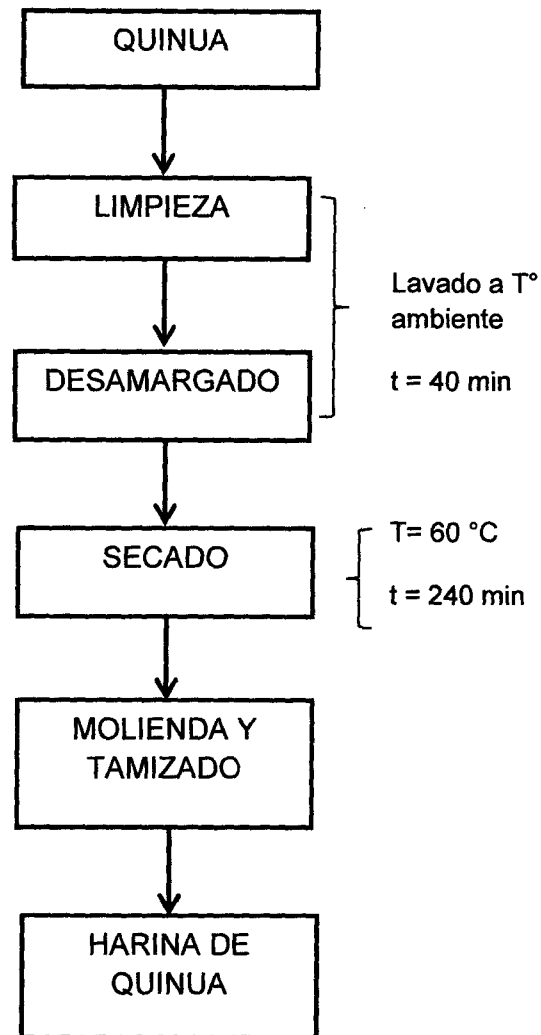 QUINUA
LIMPIEZA
Lavado a T°
ambiente
t = 40 min
DESAMARGADO
SECADO
T= 60 °C
t = 240 min
MOLIENDA Y
TAMIZADO
HARINA DE
QUINUA